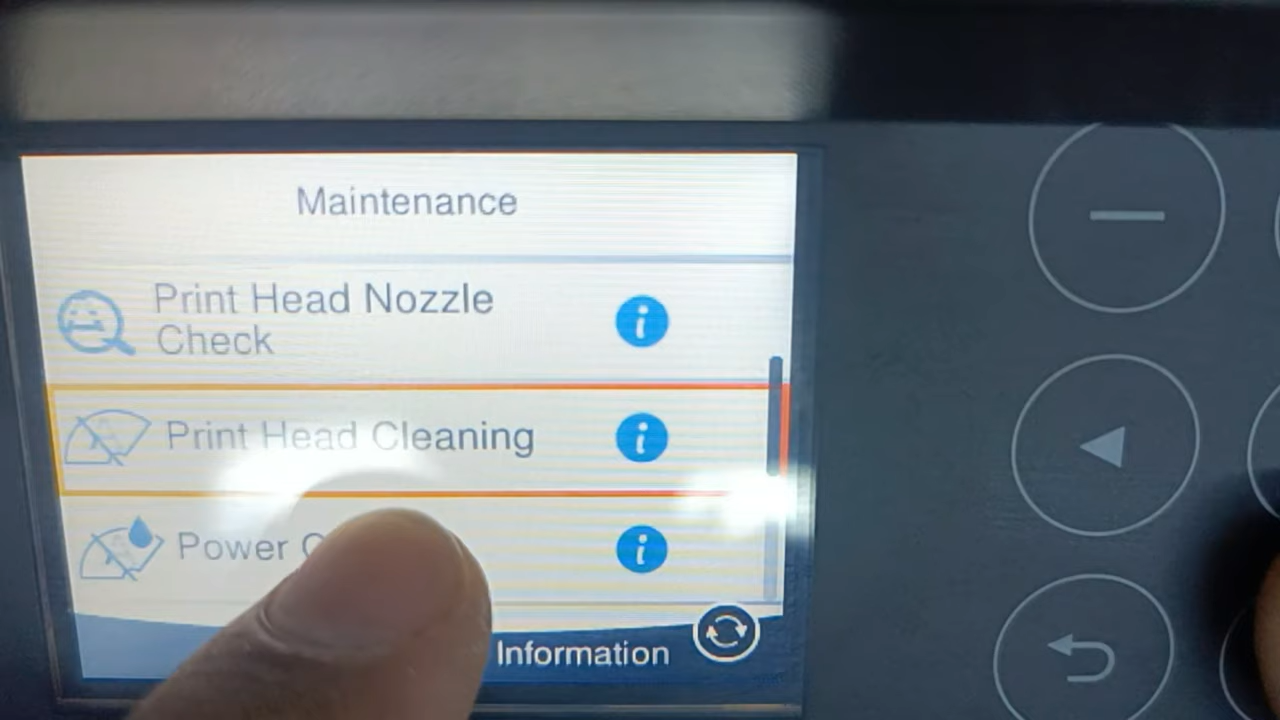 Maintenance
Print Head Nozzle
Check
i
Print Head Cleaning
i
Power
i
Information